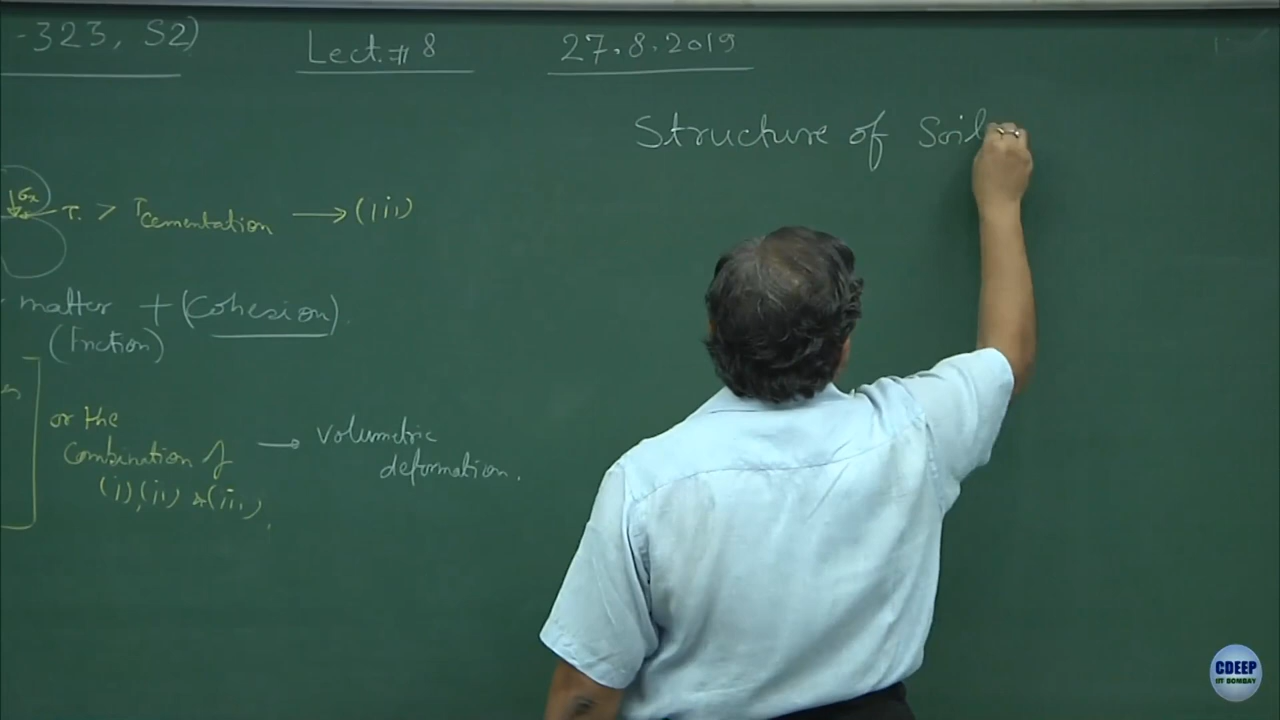 -323, S2)
Lect. # 8
27.8.2019
Structure of Soil
τ. > τcementation → (iii)
matter + (Cohesion).
(Friction)
or the
Combination of
(i), (ii) & (iii),
→ volumetric
deformation.
CDEEP
IIT BOMBAY